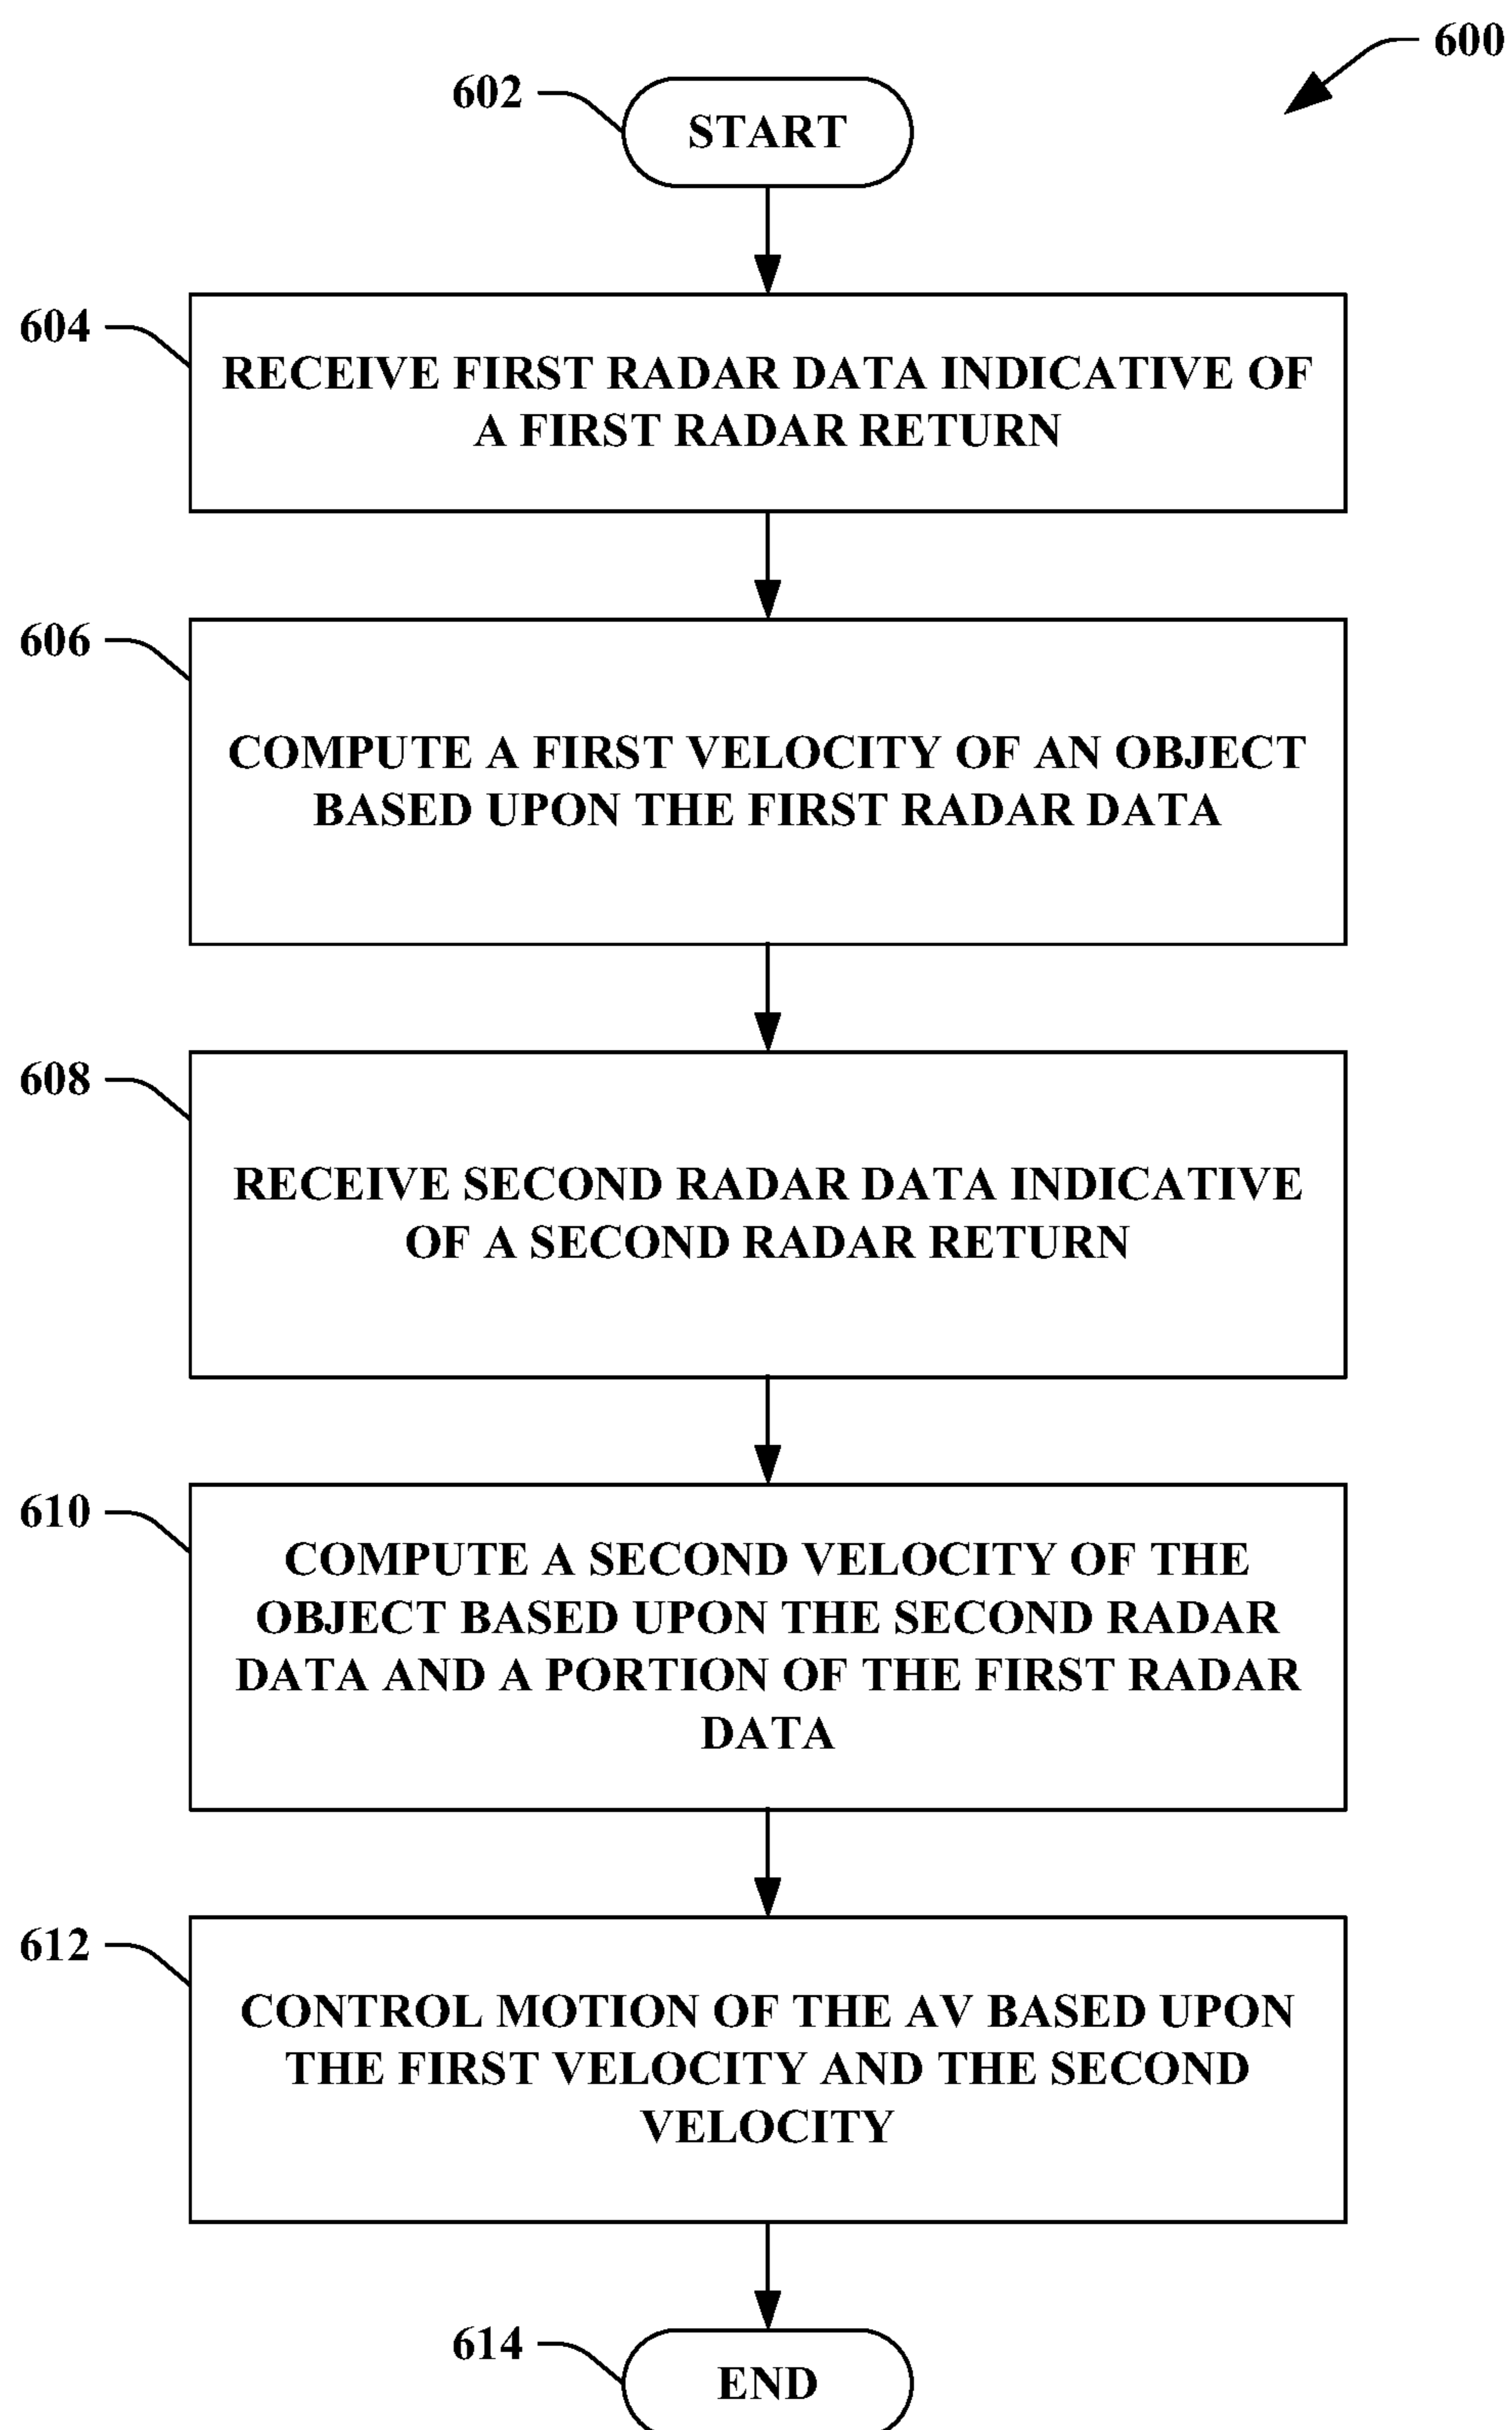 600
602
START
604
RECEIVE FIRST RADAR DATA INDICATIVE OF
A FIRST RADAR RETURN
606
COMPUTE A FIRST VELOCITY OF AN OBJECT
BASED UPON THE FIRST RADAR DATA
608
RECEIVE SECOND RADAR DATA INDICATIVE
OF A SECOND RADAR RETURN
610
COMPUTE A SECOND VELOCITY OF THE
OBJECT BASED UPON THE SECOND RADAR
DATA AND A PORTION OF THE FIRST RADAR
DATA
612
CONTROL MOTION OF THE AV BASED UPON
THE FIRST VELOCITY AND THE SECOND
VELOCITY
614
END